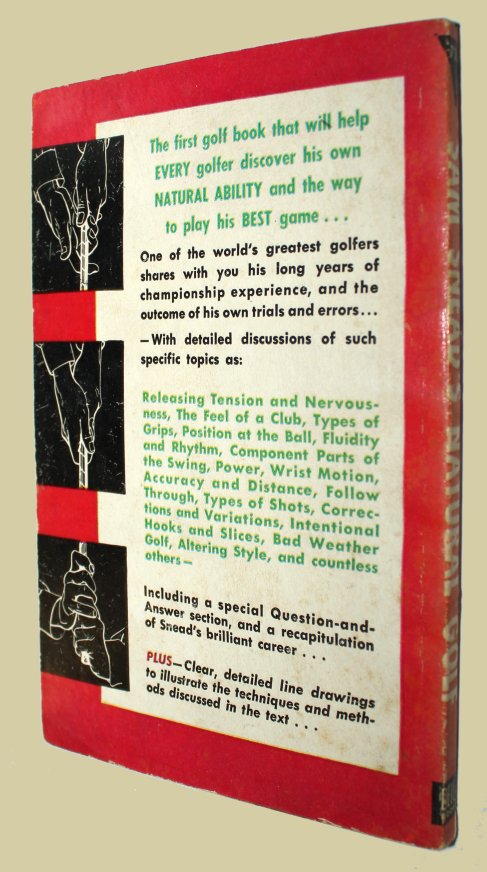 The first golf book that will help
EVERY golfer discover his own
NATURAL ABILITY and the way
to play his BEST game . . .
One of the world's greatest golfers
shares with you his long years of
championship experience, and the
outcome of his own trials and errors...
—With detailed discussions of such
specific topics as:
Releasing Tension and Nervous-
ness, The Feel of a Club, Types of
Grips, Position at the Ball, Fluidity
and Rhythm, Component Parts of
the Swing, Power, Wrist Motion,
Accuracy and Distance, Follow
Through, Types of Shots, Correc-
tions and Variations, Intentional
Hooks and Slices, Bad Weather
Golf, Altering Style, and countless
others—
Including a special Question-and-
Answer section, and a recapitulation
of Snead's brilliant career . . .
PLUS—Clear, detailed line drawings
to illustrate the techniques and meth-
ods discussed in the text . . .
SAM SNEAD'S NATURAL GOLF